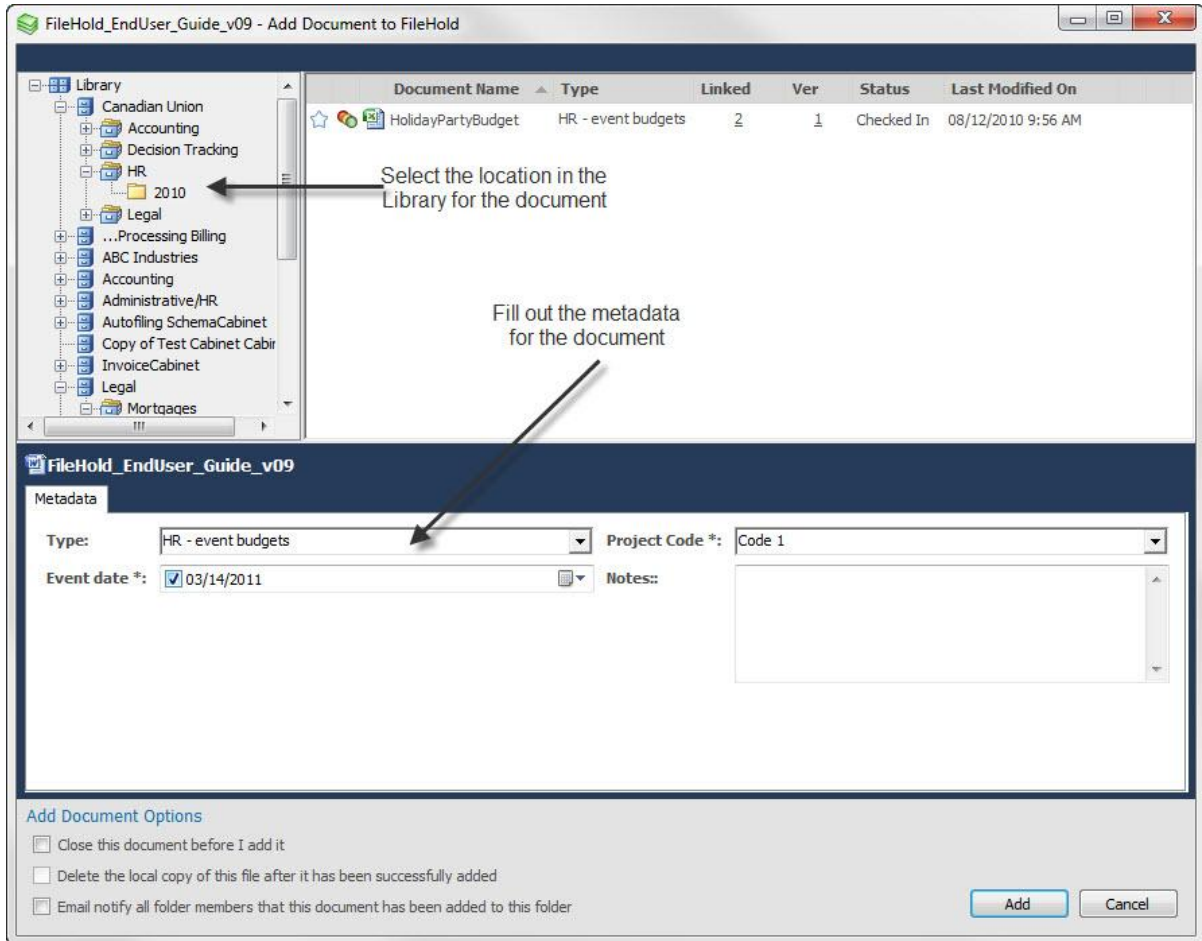 FileHold_EndUser_Guide_v09 - Add Document to FileHold
Library
Canadian Union
Accounting
Decision Tracking
HR
2010
Legal
...Processing Billing
ABC Industries
Accounting
Administrative/HR
Autofiling SchemaCabinet
Copy of Test Cabinet Cabir
InvoiceCabinet
Legal
Mortgages
Document Name Type Linked Ver Status Last Modified On
HolidayPartyBudget HR - event budgets 2 1 Checked In 08/12/2010 9:56 AM
Select the location in the
Library for the document
Fill out the metadata
for the document
FileHold_EndUser_Guide_v09
Metadata
Type: HR - event budgets Project Code *: Code 1
Event date *: 03/14/2011 Notes::
Add Document Options
Close this document before I add it
Delete the local copy of this file after it has been successfully added
Email notify all folder members that this document has been added to this folder
Add Cancel